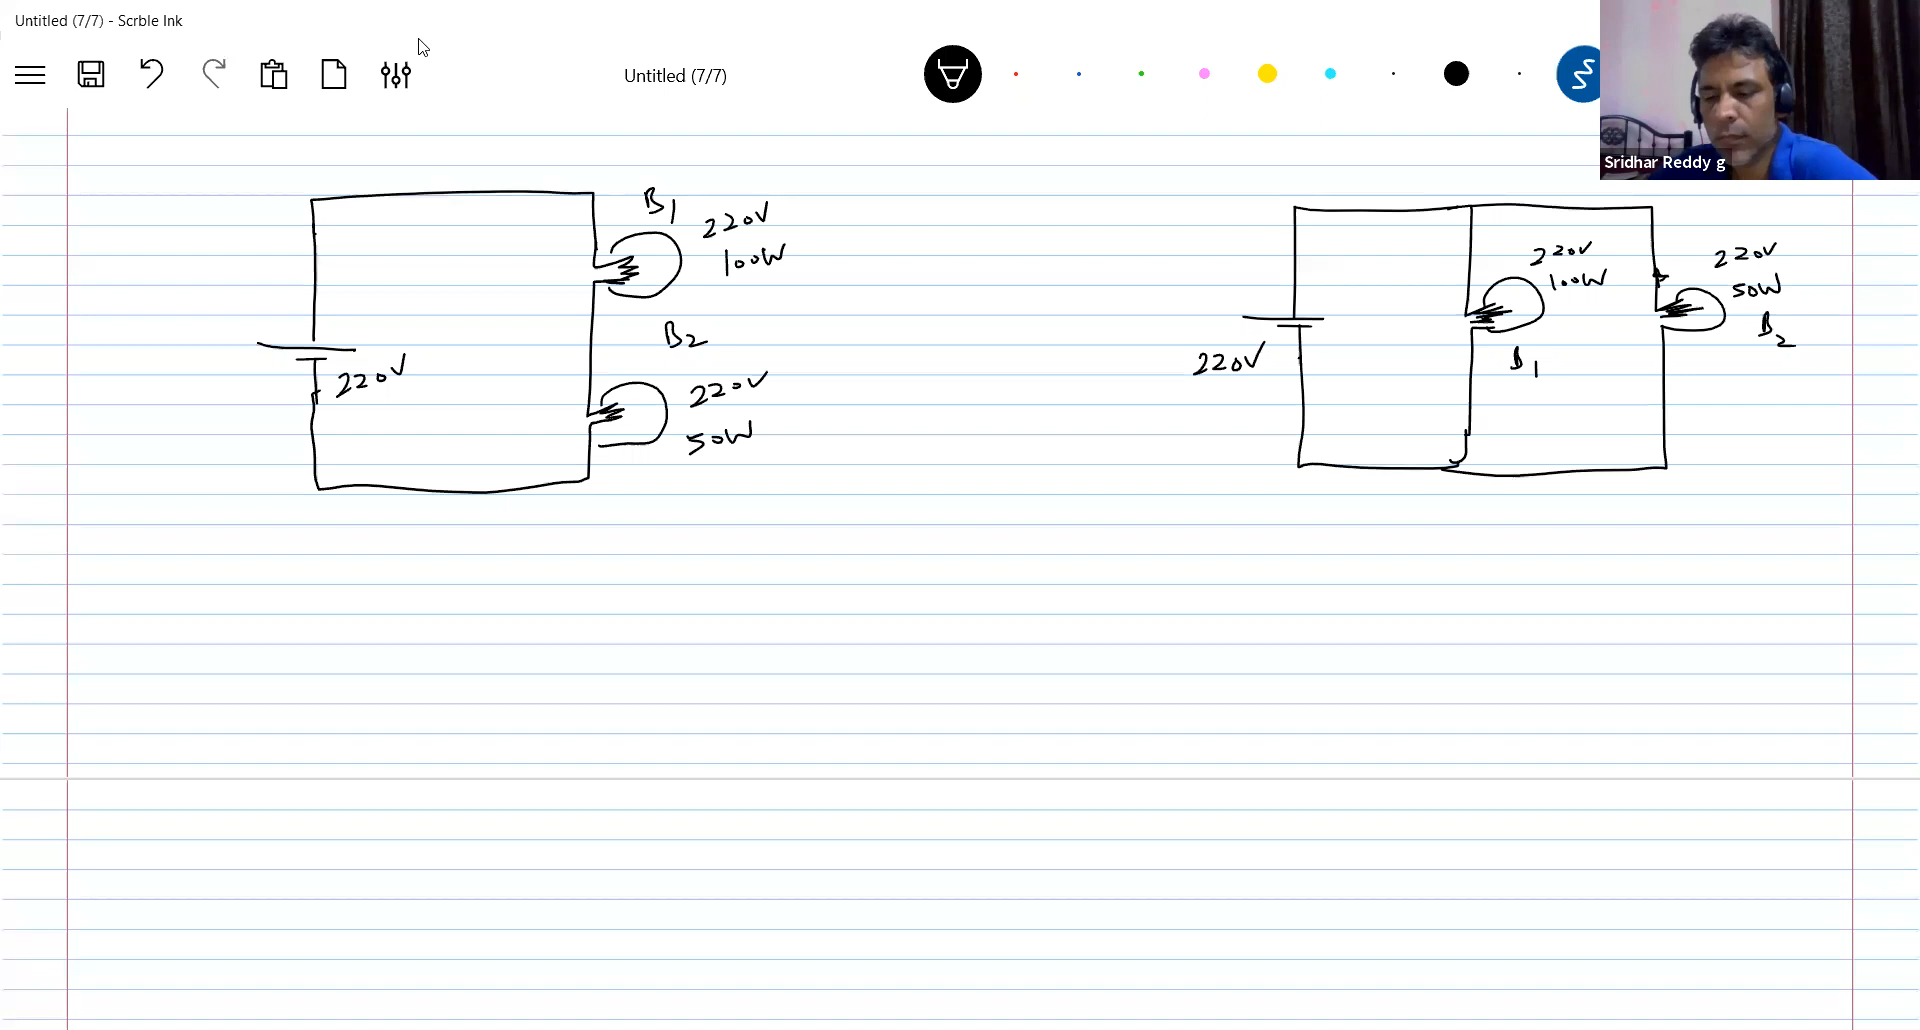 Untitled (7/7) - Scrble Ink
Untitled (7/7)
Sridhar Reddy g
B1
220V
100W
B2
220V
220V
50W
220V
100W
220V
50W
B2
220V
B1